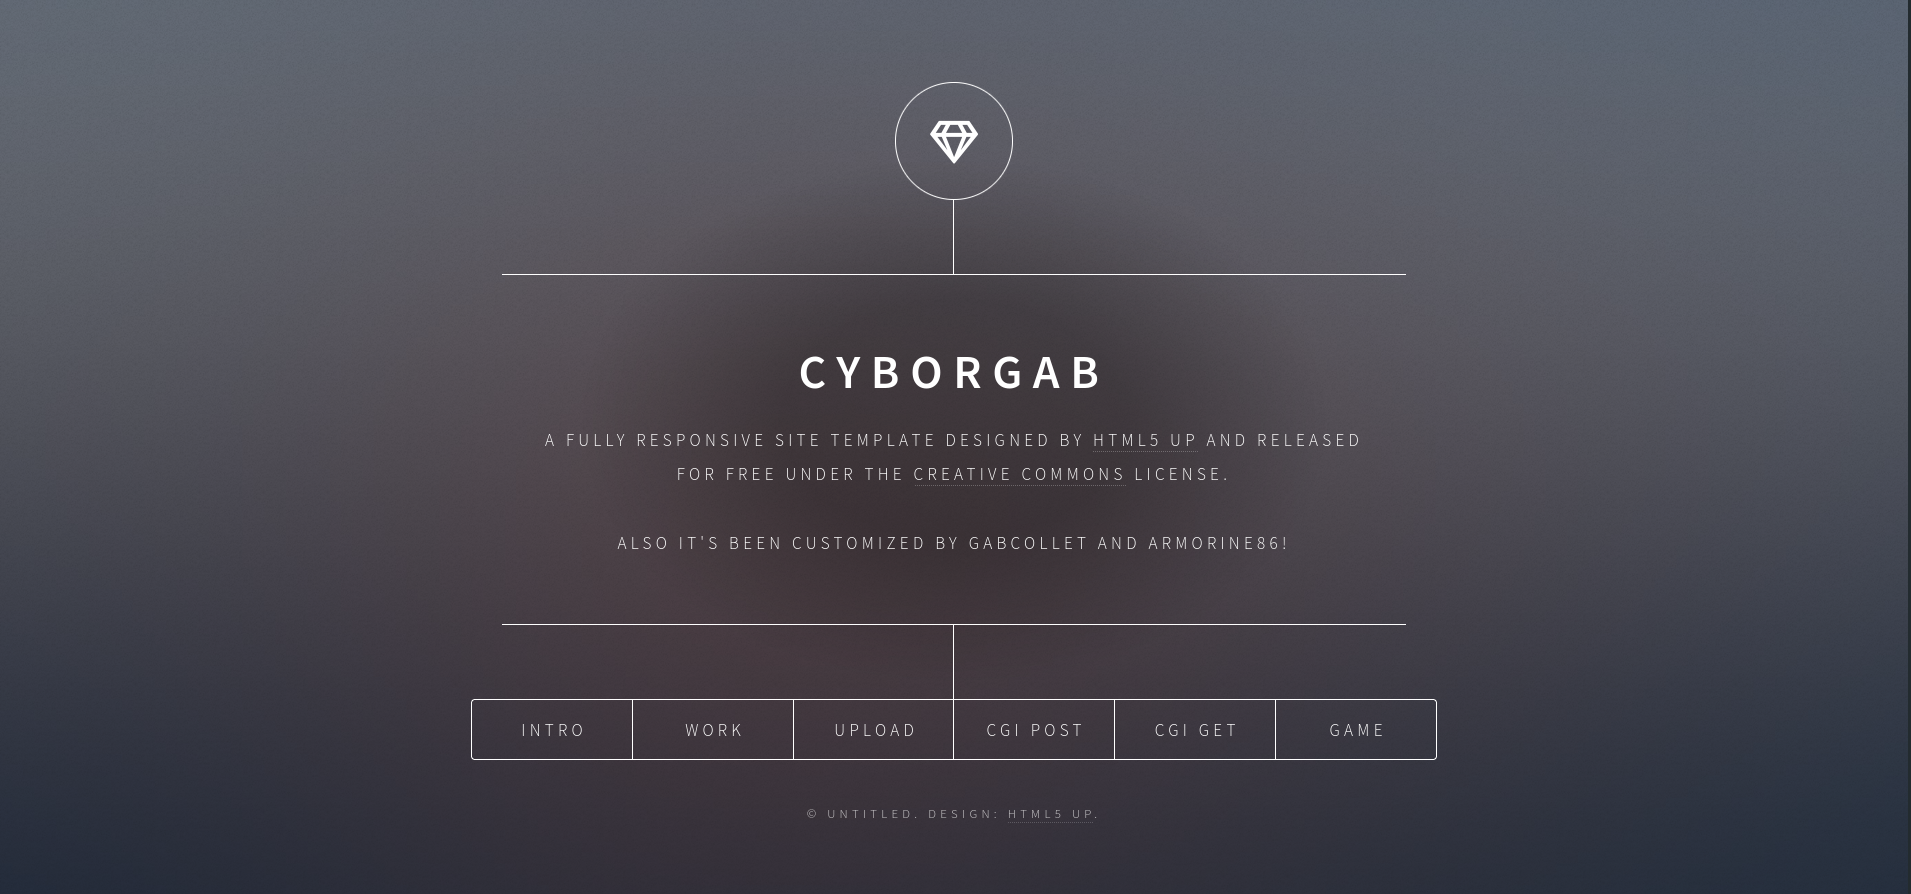 CYBORGAB
A FULLY RESPONSIVE SITE TEMPLATE DESIGNED BY HTML5 UP AND RELEASED
FOR FREE UNDER THE CREATIVE COMMONS LICENSE.
ALSO IT'S BEEN CUSTOMIZED BY GABCOLLET AND ARMORINE86!
INTRO WORK UPLOAD CGI POST CGI GET GAME
© UNTITLED. DESIGN: HTML5 UP.